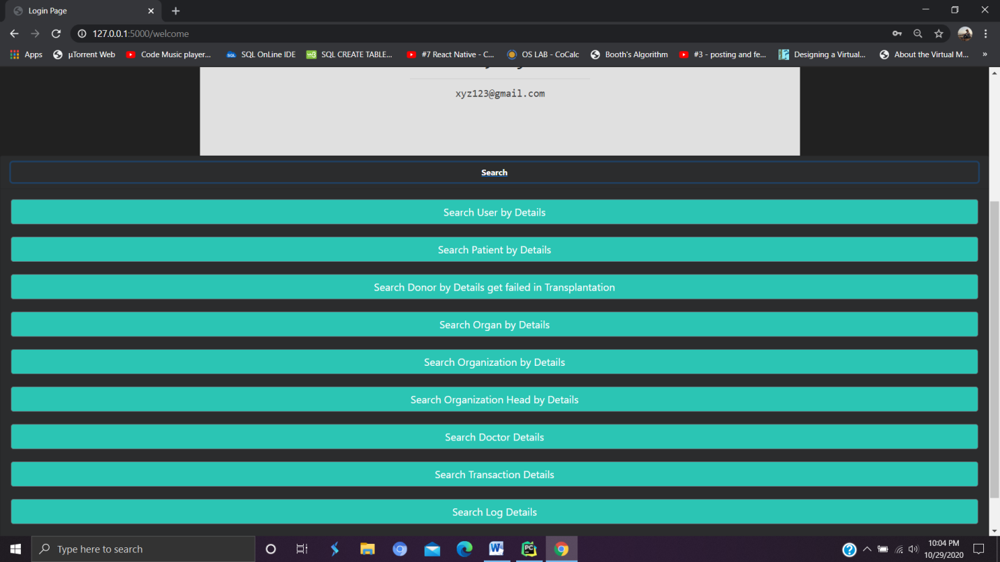 Login Page
127.0.0.1:5000/welcome
Apps
µTorrent Web
Code Music player...
SQL OnLine IDE
SQL CREATE TABLE...
#7 React Native - C...
OS LAB - CoCalc
Booth's Algorithm
#3 - posting and fe...
Designing a Virtual...
About the Virtual M...
»
xyz123@gmail.com
Search
Search User by Details
Search Patient by Details
Search Donor by Details get failed in Transplantation
Search Organ by Details
Search Organization by Details
Search Organization Head by Details
Search Doctor Details
Search Transaction Details
Search Log Details
Type here to search
10:04 PM
10/29/2020